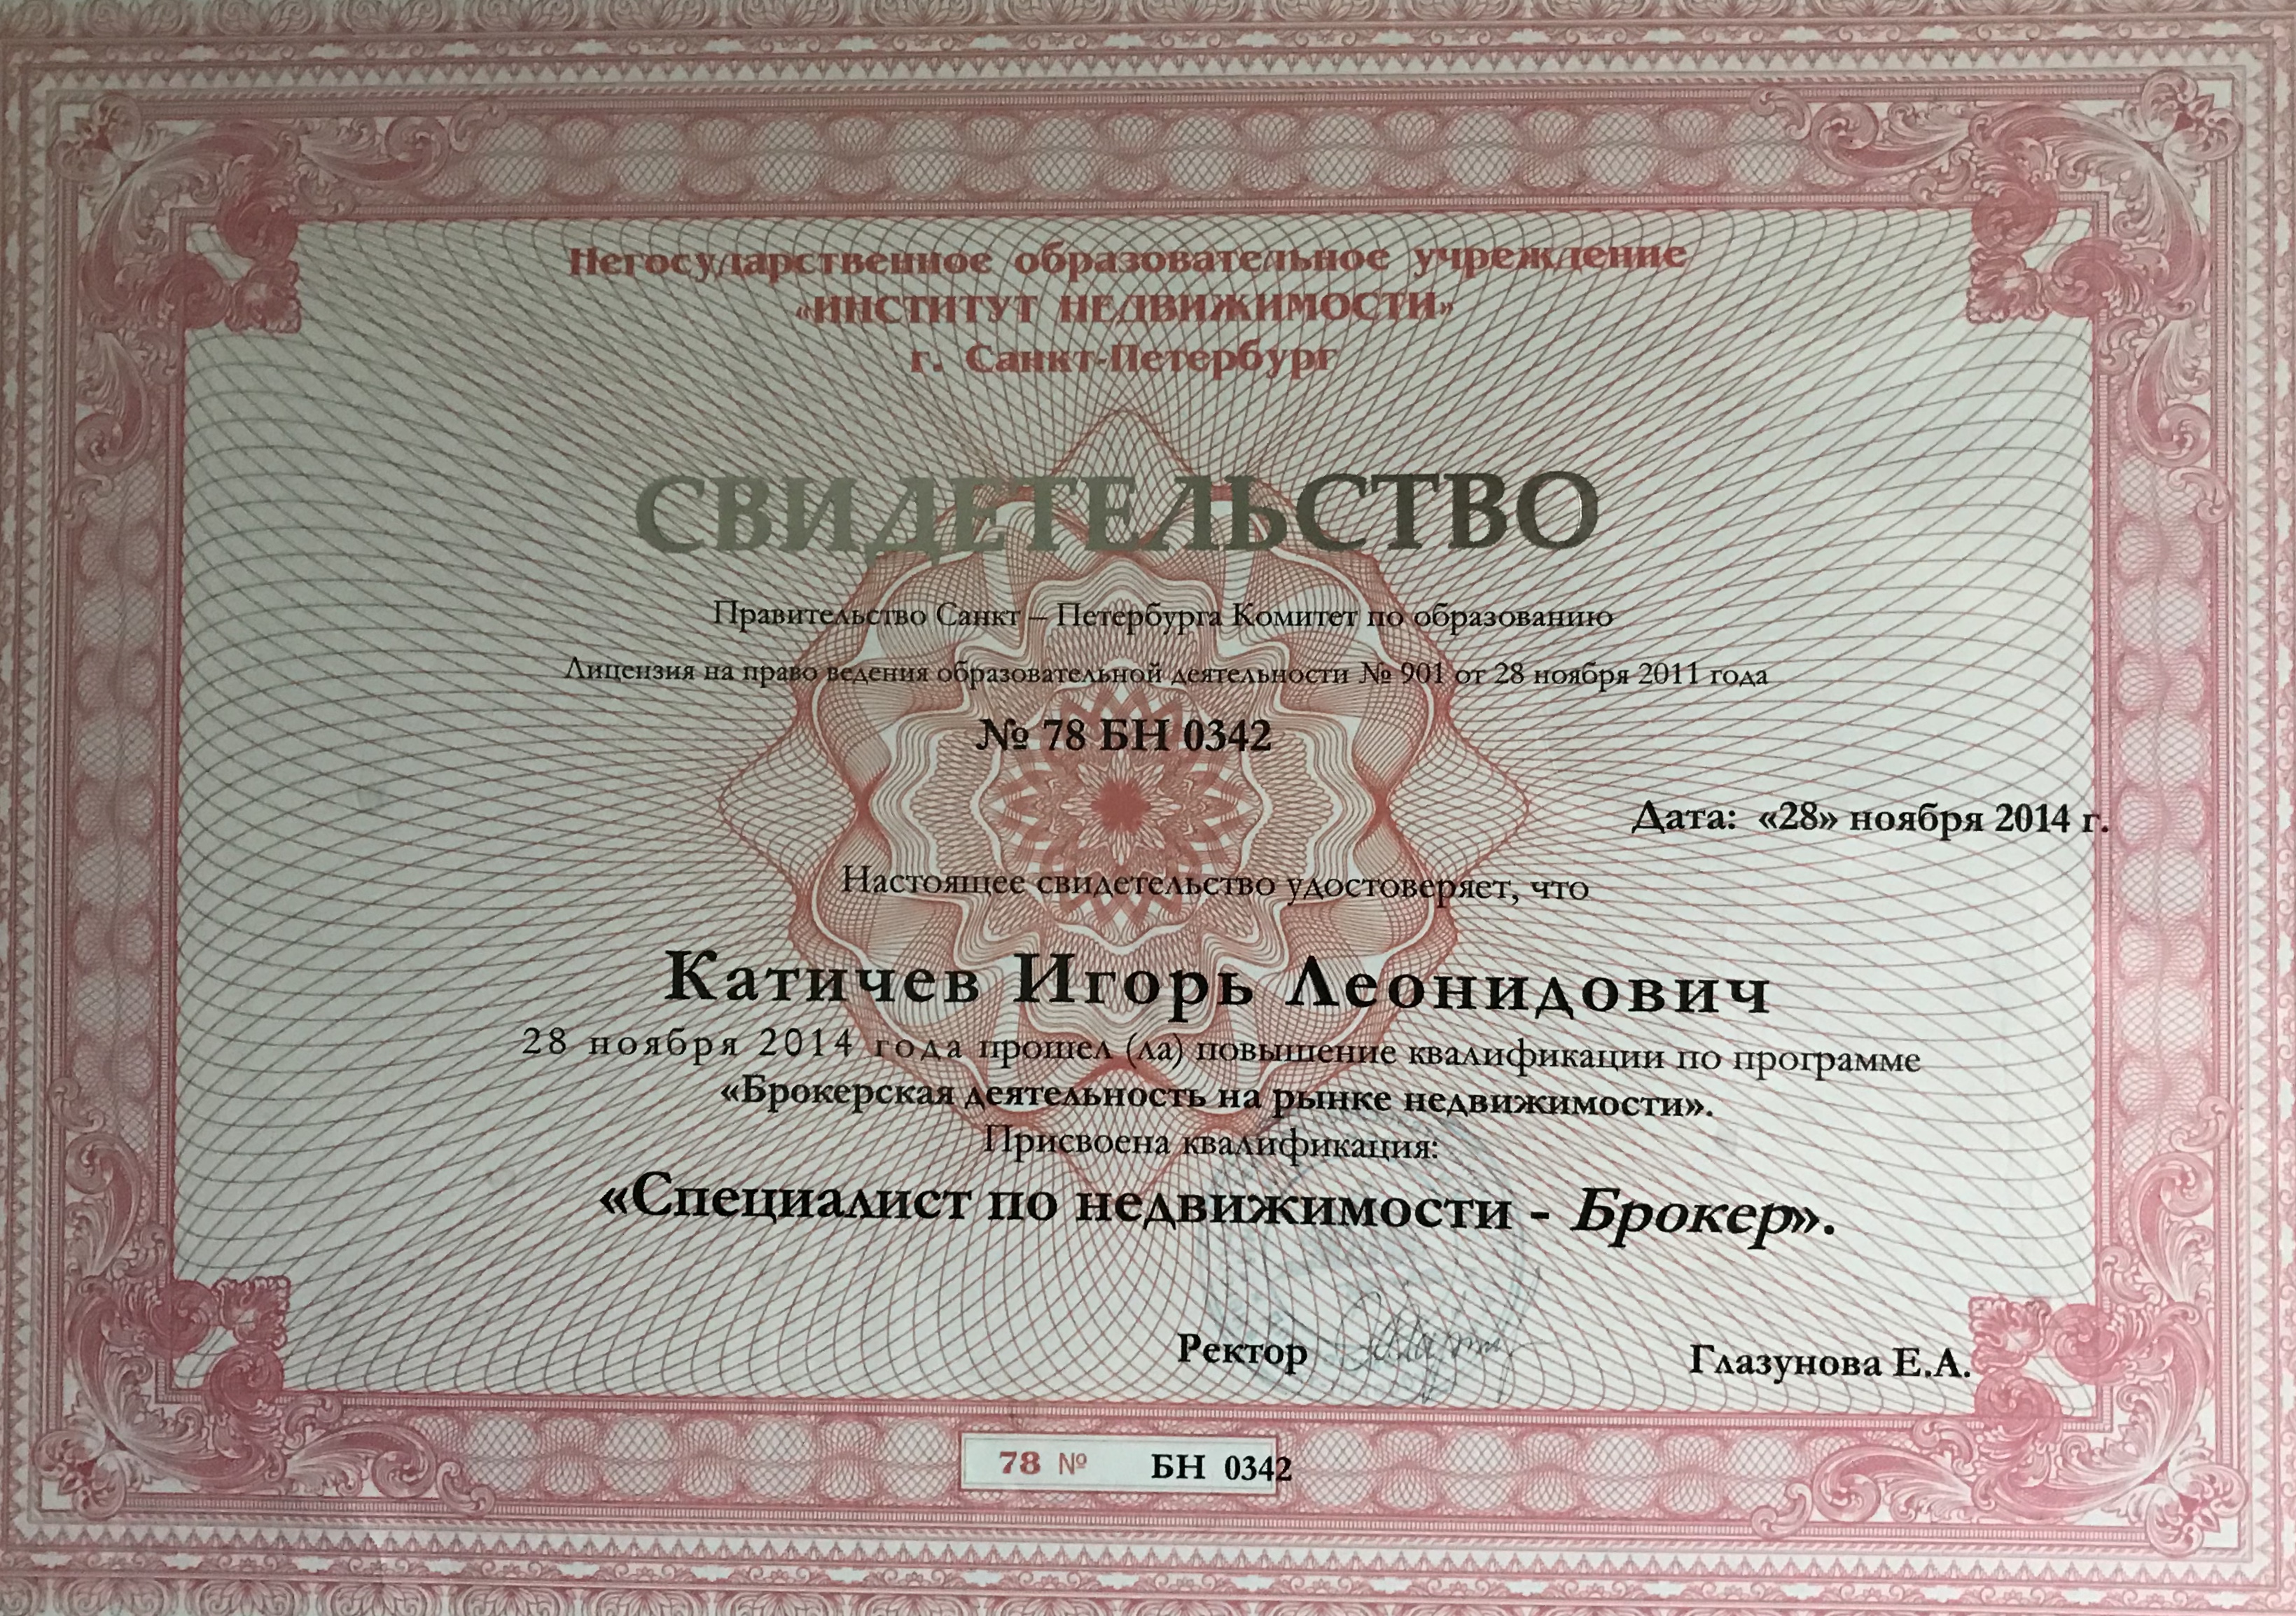 Негосударственное образовательное учреждение
«ИНСТИТУТ НЕДВИЖИМОСТИ»
г. Санкт-Петербург
СВИДЕТЕЛЬСТВО
Правительство Санкт – Петербурга Комитет по образованию
Лицензия на право ведения образовательной деятельности № 901 от 28 ноября 2011 года
№ 78 БН 0342
Дата: «28» ноября 2014 г.
Настоящее свидетельство удостоверяет, что
Катичев Игорь Леонидович
28 ноября 2014 года прошел (ла) повышение квалификации по программе
«Брокерская деятельность на рынке недвижимости».
Присвоена квалификация:
«Специалист по недвижимости - Брокер».
Ректор Глазунова Е.А.
78 № БН 0342